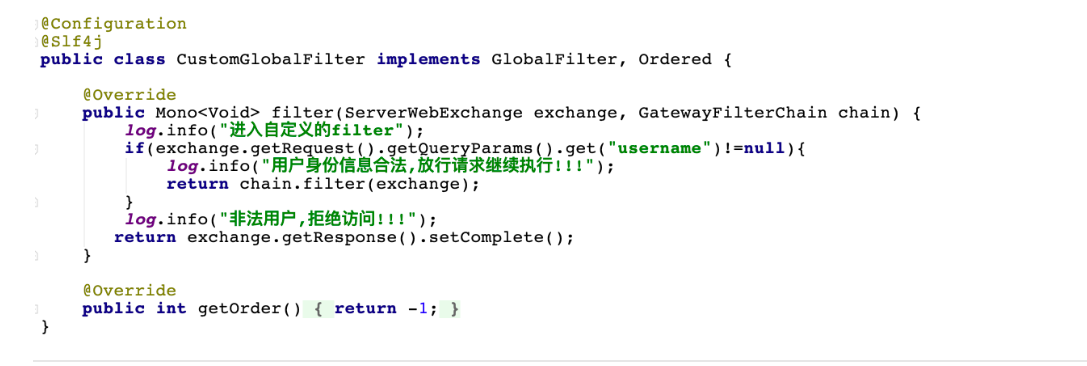 @Configuration
@Slf4j
public class CustomGlobalFilter implements GlobalFilter, Ordered {
@Override
public Mono<Void> filter(ServerWebExchange exchange, GatewayFilterChain chain) {
log.info("进入自定义的filter");
if(exchange.getRequest().getQueryParams().get("username")!=null){
log.info("用户身份信息合法,放行请求继续执行!!!");
return chain.filter(exchange);
}
log.info("非法用户,拒绝访问!!!");
return exchange.getResponse().setComplete();
}
@Override
public int getOrder() { return -1; }
}